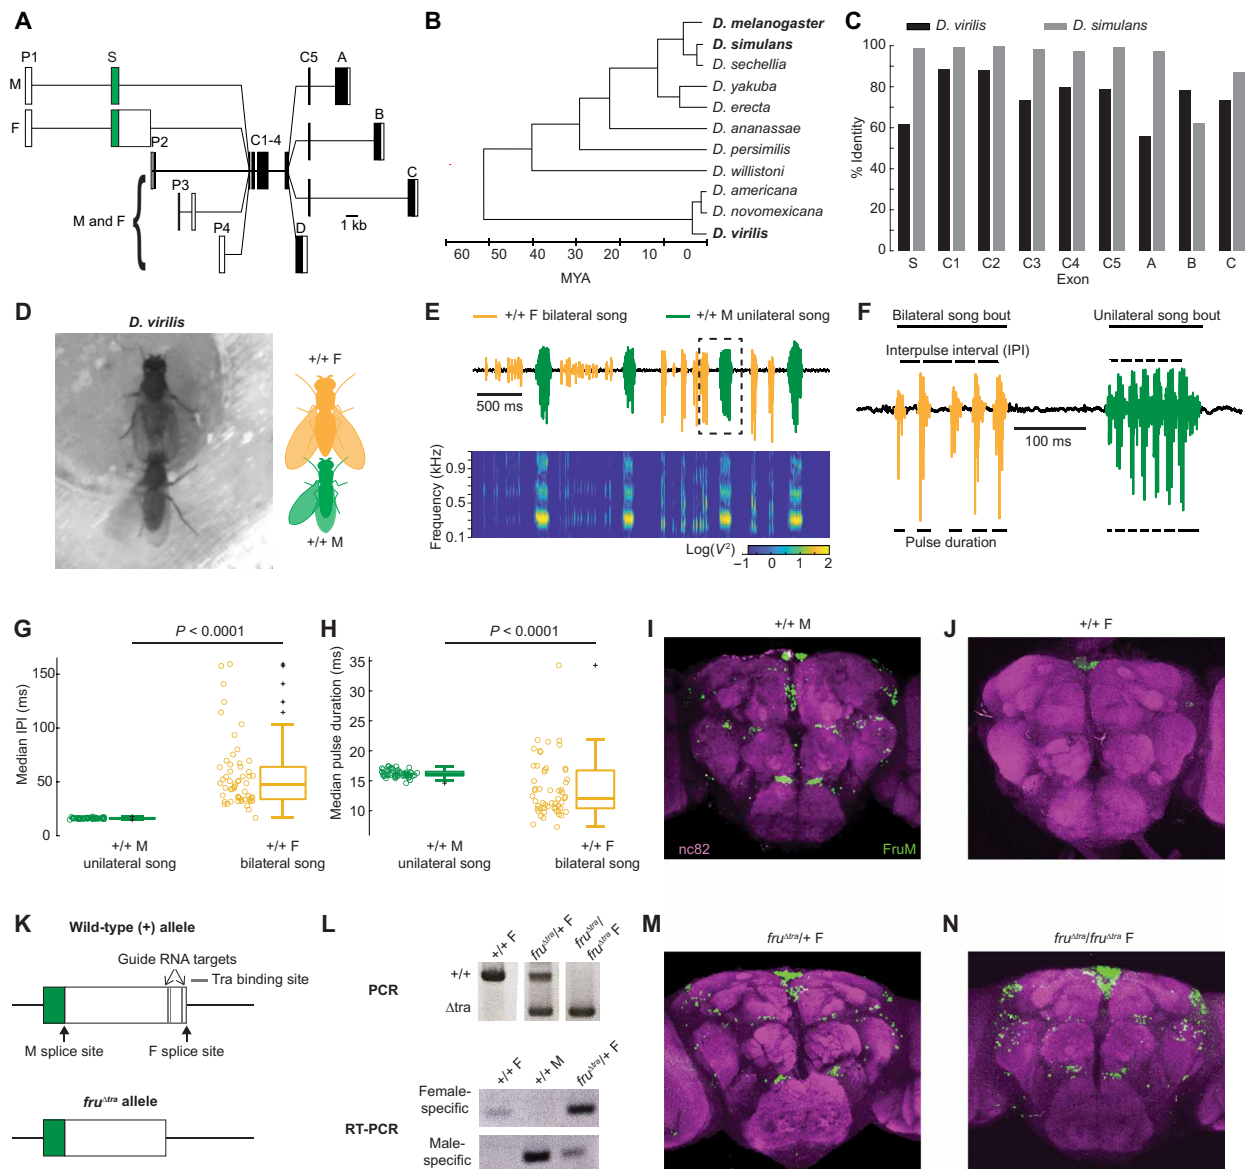 A
P1
S
C5
A
M
F
B
P2
C1-4
C
P3
M and F
1 kb
P4
D
B
D. melanogaster
D. simulans
D. sechellia
D. yakuba
D. erecta
D. ananassae
D. persimilis
D. willistoni
D. americana
D. novomexicana
D. virilis
60 50 40 30 20 10 0
MYA
C
D. virilis
D. simulans
% Identity
100
80
60
40
20
0
S C1 C2 C3 C4 C5 A B C
Exon
D
D. virilis
+/+ F
+/+ M
E
+/+ F bilateral song
+/+ M unilateral song
500 ms
Frequency (kHz)
0.9
0.5
0.1
Log(V²)
−1 0 1 2
F
Bilateral song bout
Unilateral song bout
Interpulse interval (IPI)
100 ms
Pulse duration
G
P < 0.0001
Median IPI (ms)
150
100
50
0
+/+ M
unilateral song
+/+ F
bilateral song
H
P < 0.0001
Median pulse duration (ms)
35
30
25
20
15
10
+/+ M
unilateral song
+/+ F
bilateral song
I
+/+ M
nc82
FruM
J
+/+ F
K
Wild-type (+) allele
Guide RNA targets
Tra binding site
M splice site
F splice site
fruΔtra allele
L
+/+ F
fruΔtra/+ F
fruΔtra/
fruΔtra F
PCR
+/+
Δtra
+/+ F
+/+ M
fruΔtra/+ F
RT-PCR
Female-
specific
Male-
specific
M
fruΔtra/+ F
N
fruΔtra/fruΔtra F